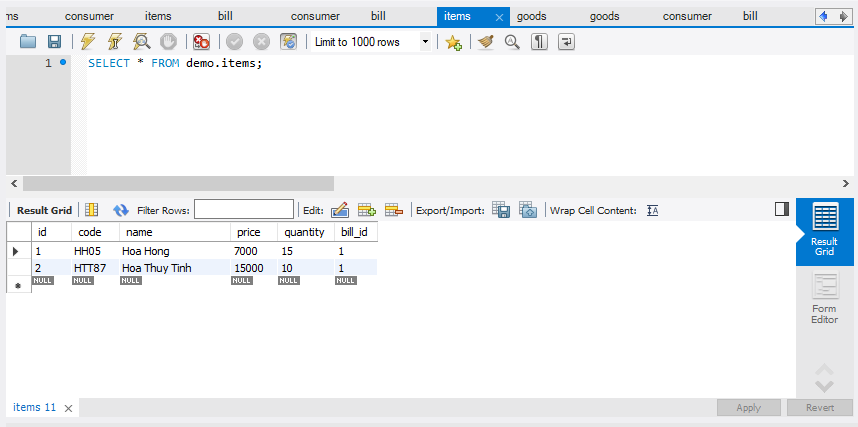 ms consumer items bill consumer bill items goods goods consumer bill
Limit to 1000 rows
1 SELECT * FROM demo.items;
Result Grid Filter Rows: Edit: Export/Import: Wrap Cell Content:
id code name price quantity bill_id
1 HH05 Hoa Hong 7000 15 1
2 HTT87 Hoa Thuy Tinh 15000 10 1
NULL NULL NULL NULL NULL NULL
Result
Grid
Form
Editor
items 11 Apply Revert